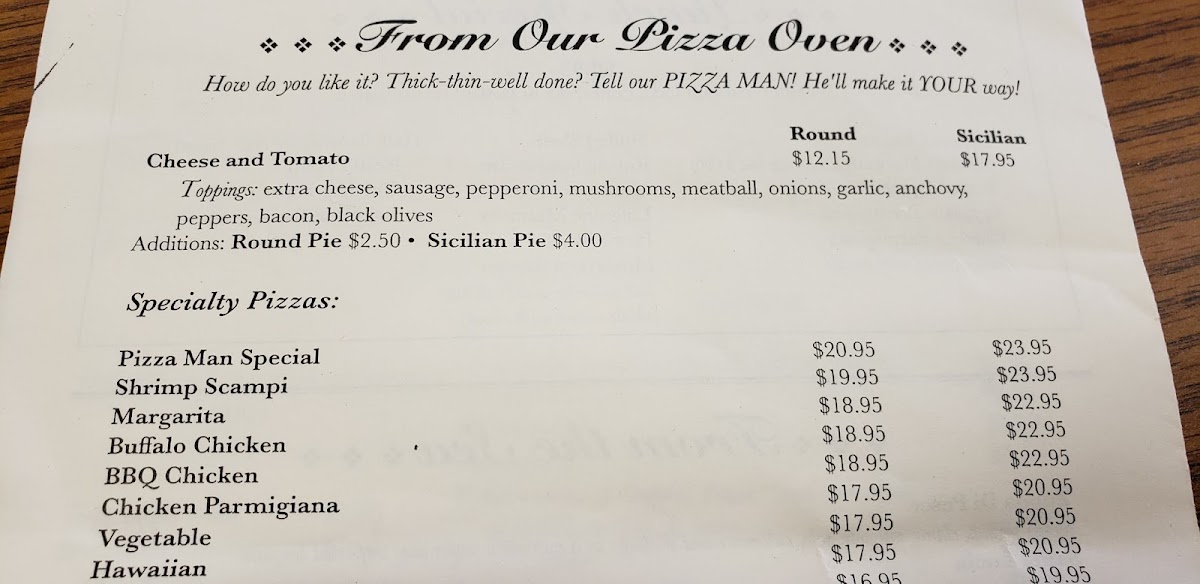 From Our Pizza Oven
How do you like it? Thick-thin-well done? Tell our PIZZA MAN! He'll make it YOUR way!
Round Sicilian
Cheese and Tomato $12.15 $17.95
Toppings: extra cheese, sausage, pepperoni, mushrooms, meatball, onions, garlic, anchovy,
peppers, bacon, black olives
Additions: Round Pie $2.50 • Sicilian Pie $4.00
Specialty Pizzas:
Pizza Man Special $20.95 $23.95
Shrimp Scampi $19.95 $23.95
Margarita $18.95 $22.95
Buffalo Chicken $18.95 $22.95
BBQ Chicken $18.95 $22.95
Chicken Parmigiana $17.95 $20.95
Vegetable $17.95 $20.95
Hawaiian $17.95 $20.95
$16.95 $19.95